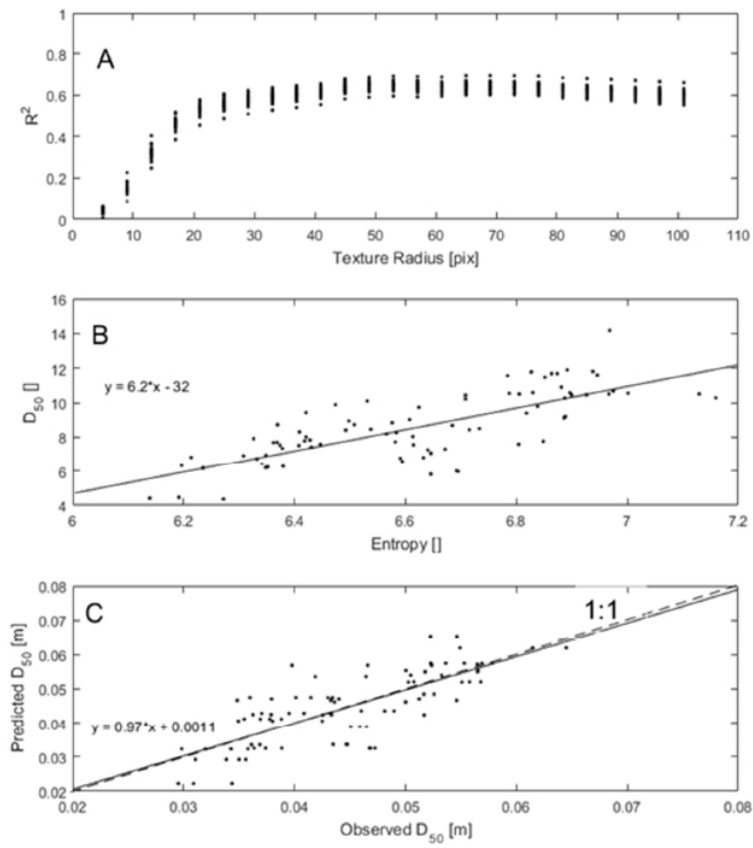 A
1
0.8
0.6
0.4
0.2
0
R2
0 10 20 30 40 50 60 70 80 90 100 110
Texture Radius [pix]
B
16
14
12
10
8
6
4
D50 []
y = 6.2*x - 32
6 6.2 6.4 6.6 6.8 7 7.2
Entropy []
C
0.08
0.07
0.06
0.05
0.04
0.03
0.02
Predicted D50 [m]
1:1
y = 0.97*x + 0.0011
0.02 0.03 0.04 0.05 0.06 0.07 0.08
Observed D50 [m]